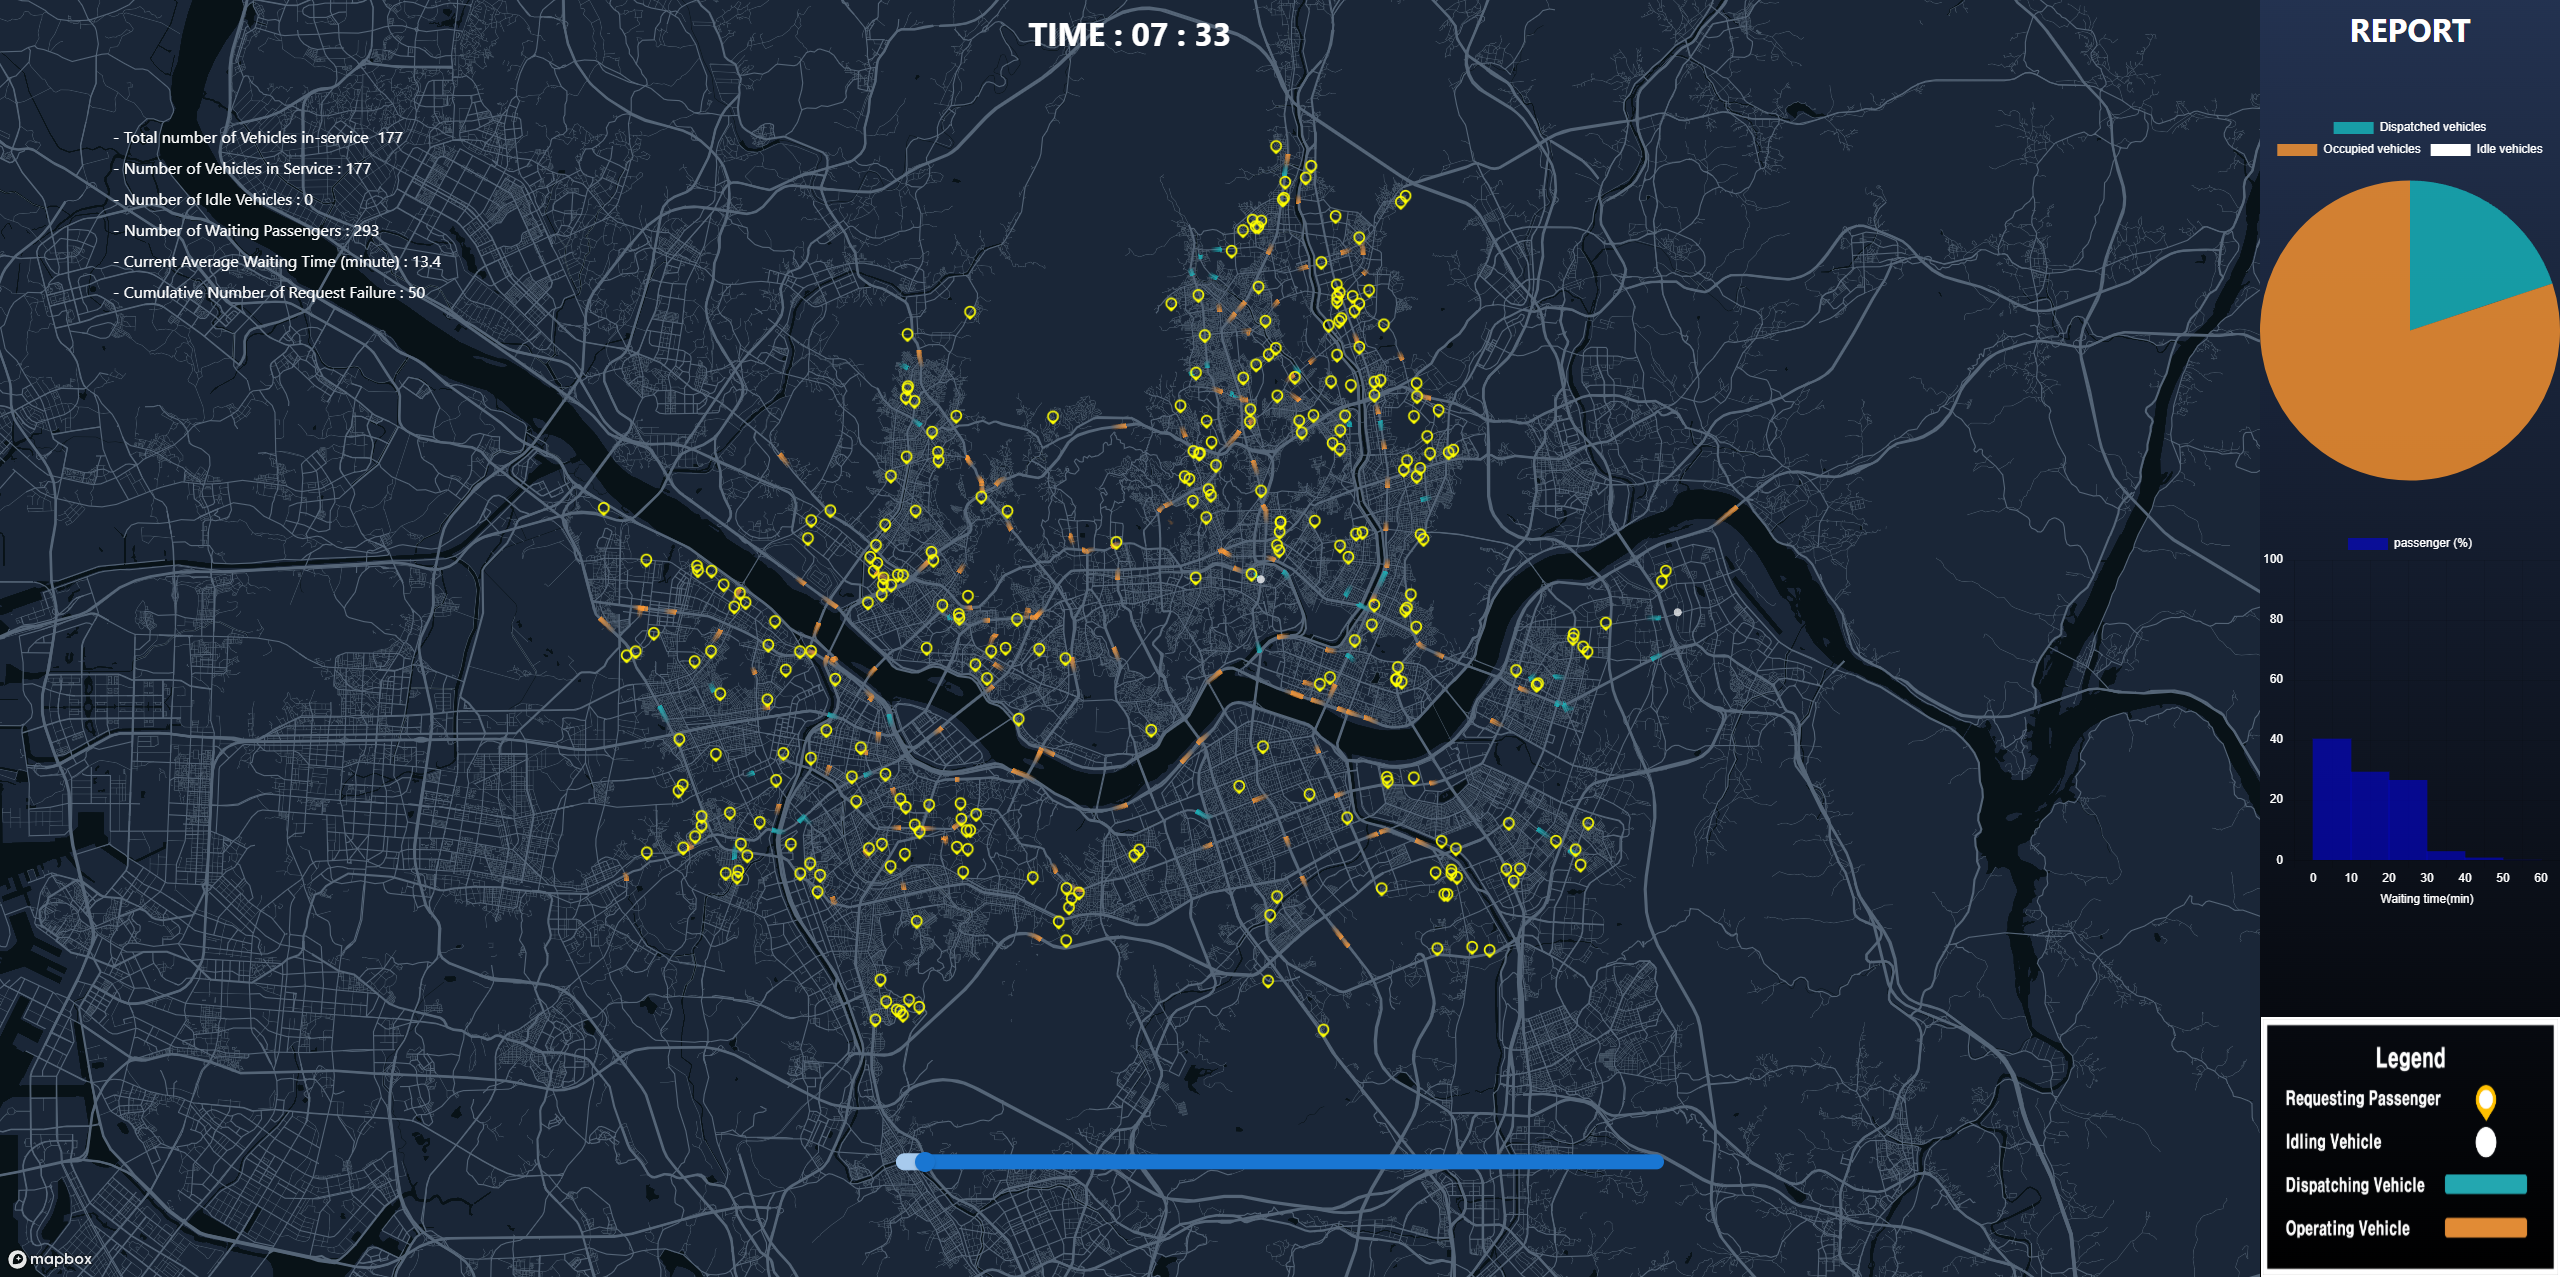 TIME : 07 : 33
- Total number of Vehicles in-service 177
- Number of Vehicles in Service : 177
- Number of Idle Vehicles : 0
- Number of Waiting Passengers : 293
- Current Average Waiting Time (minute) : 13.4
- Cumulative Number of Request Failure : 50
mapbox
REPORT
Dispatched vehicles
Occupied vehicles Idle vehicles
passenger (%)
100
80
60
40
20
0
0 10 20 30 40 50 60
Waiting time(min)
Legend
Requesting Passenger
Idling Vehicle
Dispatching Vehicle
Operating Vehicle